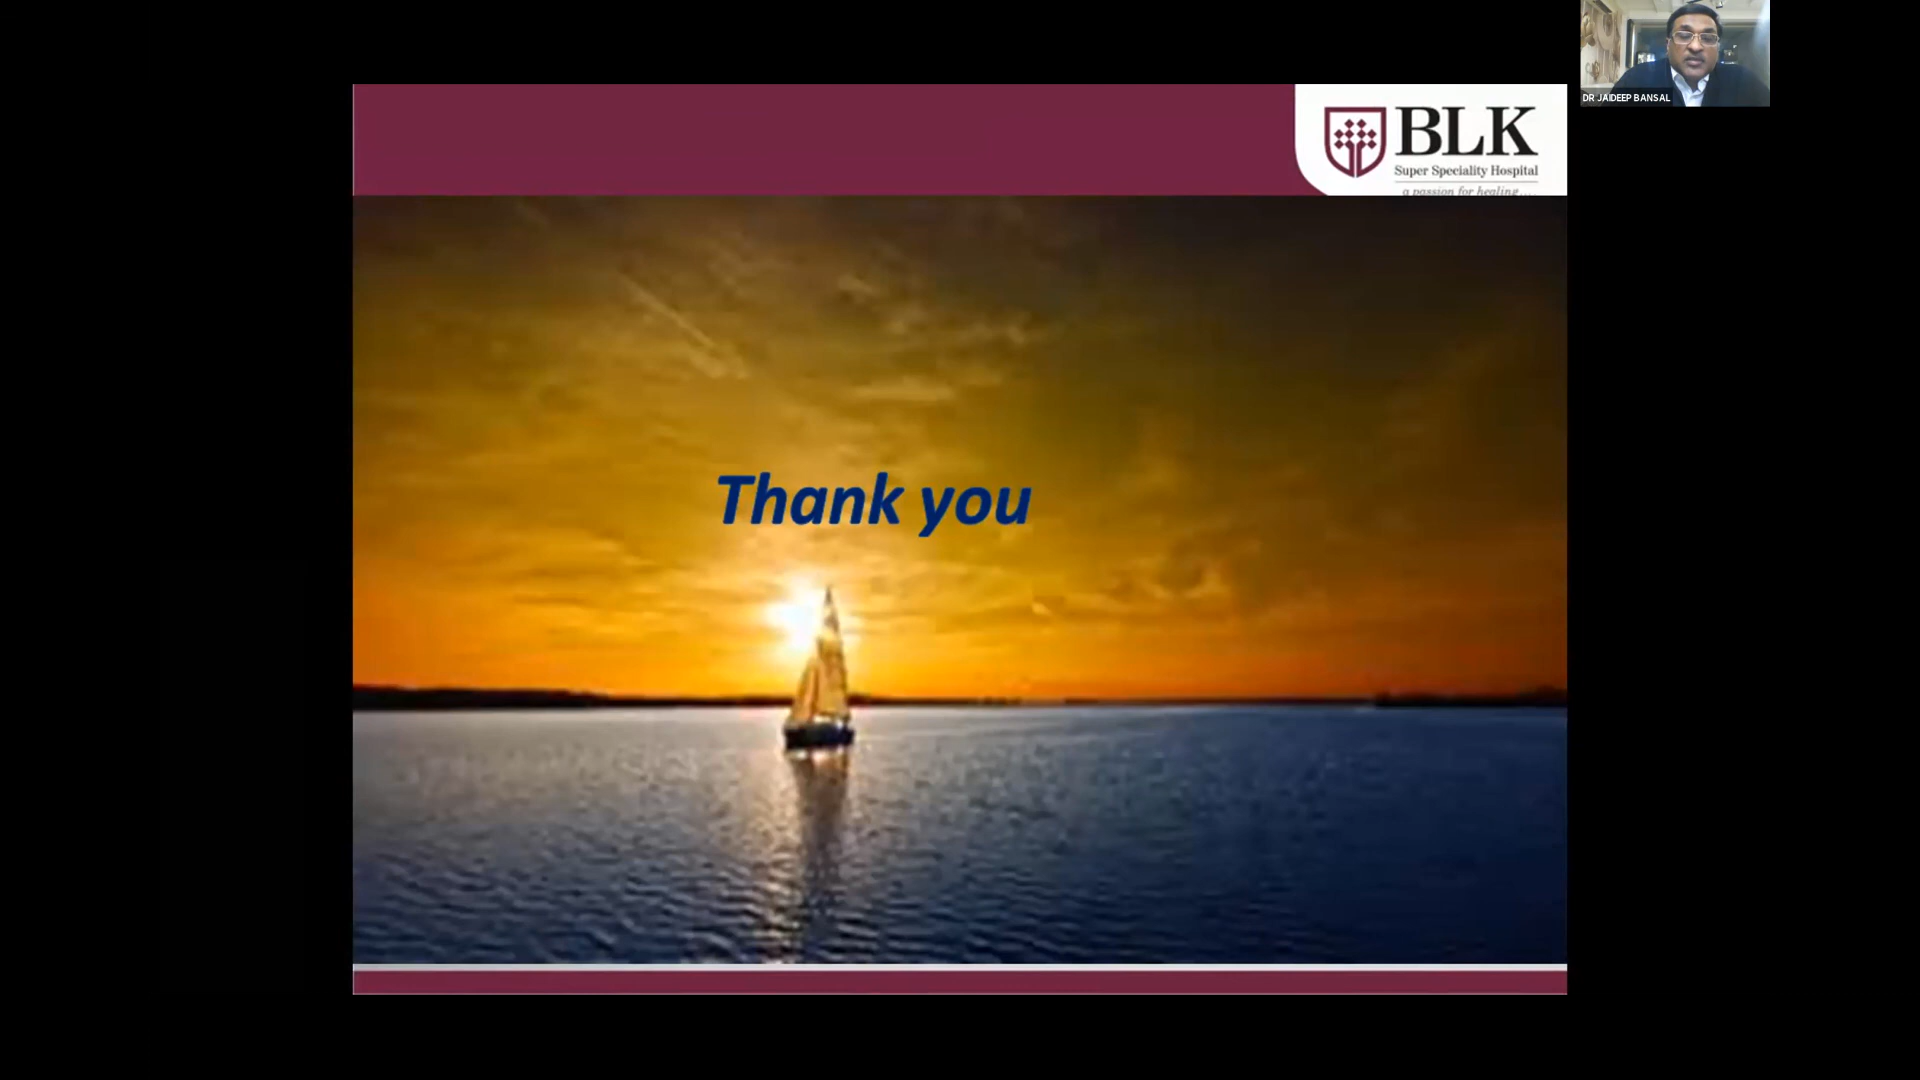 DR JAIDEEP BANSAL
BLK
Super Speciality Hospital
a passion for healing....
Thank you